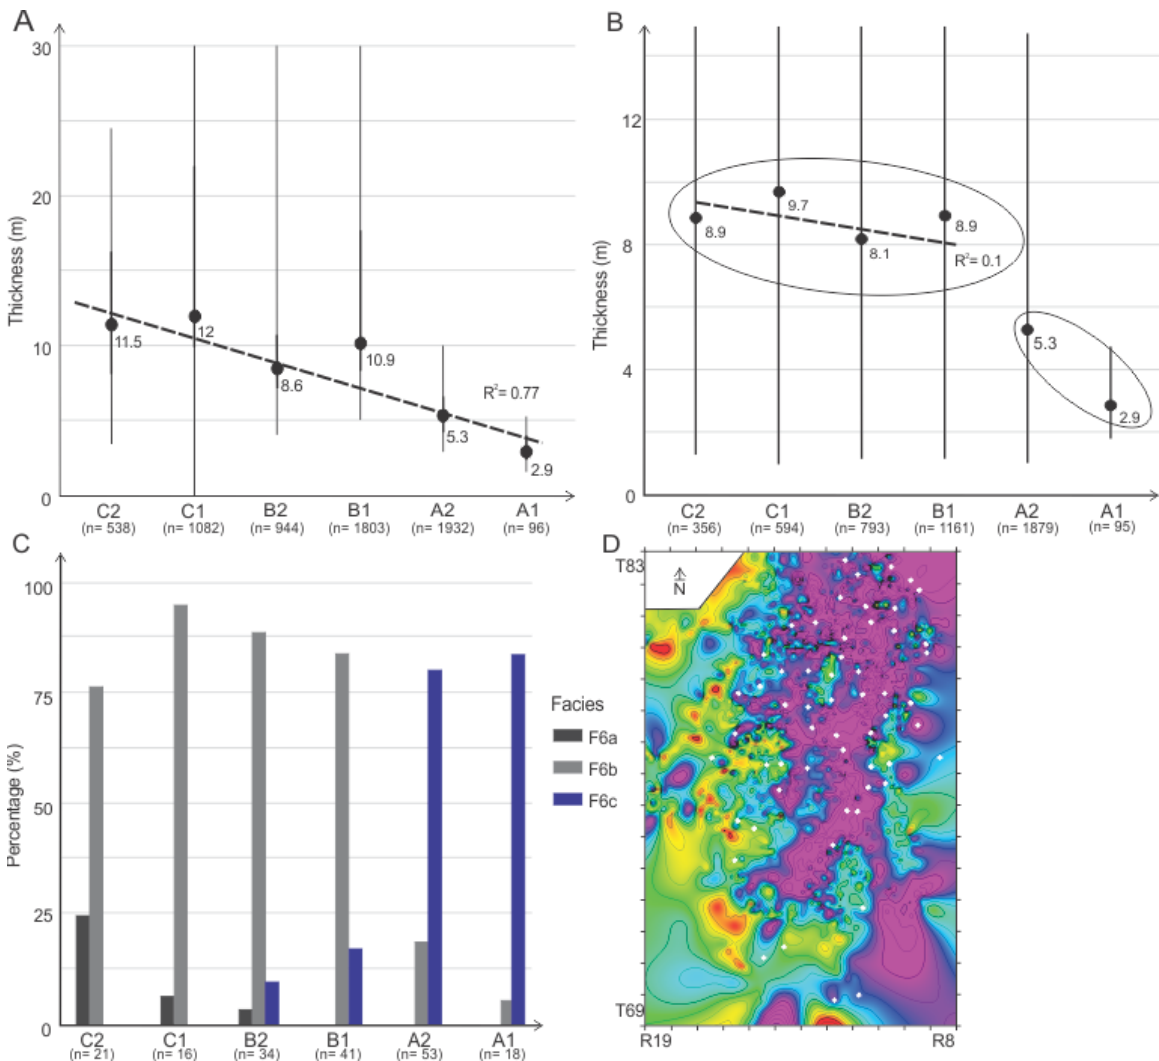 A
30
20
10
0
Thickness (m)
11.5
12
8.6
10.9
5.3
2.9
R²= 0.77
C2 C1 B2 B1 A2 A1
(n= 538) (n= 1082) (n= 944) (n= 1803) (n= 1932) (n= 96)
B
12
8
4
0
Thickness (m)
8.9
9.7
8.1
8.9
5.3
2.9
R²= 0.1
C2 C1 B2 B1 A2 A1
(n= 356) (n= 594) (n= 793) (n= 1161) (n= 1879) (n= 95)
C
100
75
50
25
0
Percentage (%)
Facies
F6a
F6b
F6c
C2 C1 B2 B1 A2 A1
(n= 21) (n= 16) (n= 34) (n= 41) (n= 53) (n= 18)
D
T83
N
T69
R19 R8